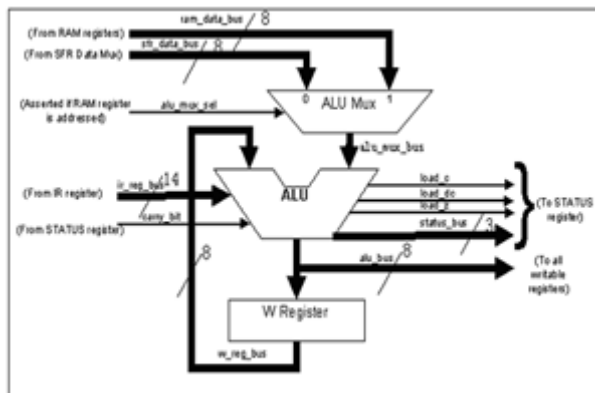 ram_data_bus
8
(From RAM registers)
sfr_data_bus
8
(From SFR Data Mux)
0
1
ALU Mux
(Asserted if RAM register
is addressed)
alu_mux_sel
alu_mux_bus
ir_reg_bus
14
(From IR register)
ALU
load_c
load_dc
load_z
(To STATUS
register)
carry_bit
(From STATUS register)
status_bus
3
8
alu_bus
8
(To all
writable
registers)
W Register
w_reg_bus